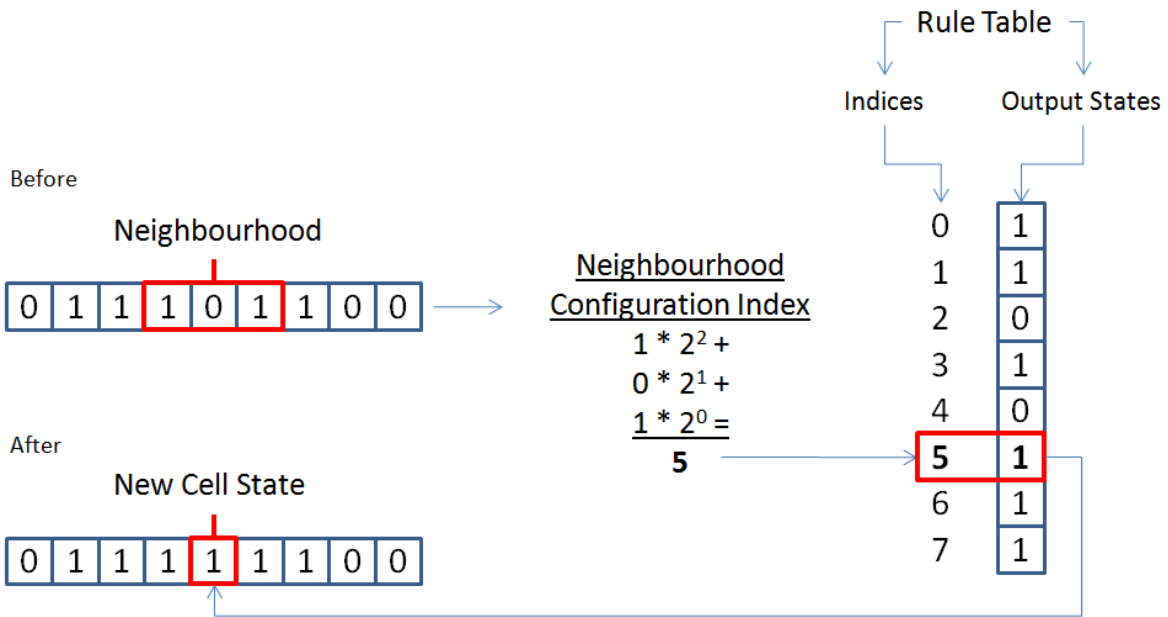 Rule Table
Indices Output States
Before
Neighbourhood
0 1 1 1 0 1 1 0 0
Neighbourhood
Configuration Index
1 * 2² +
0 * 2¹ +
1 * 2⁰ =
5
0 1
1 1
2 0
3 1
4 0
5 1
6 1
7 1
After
New Cell State
0 1 1 1 1 1 1 0 0